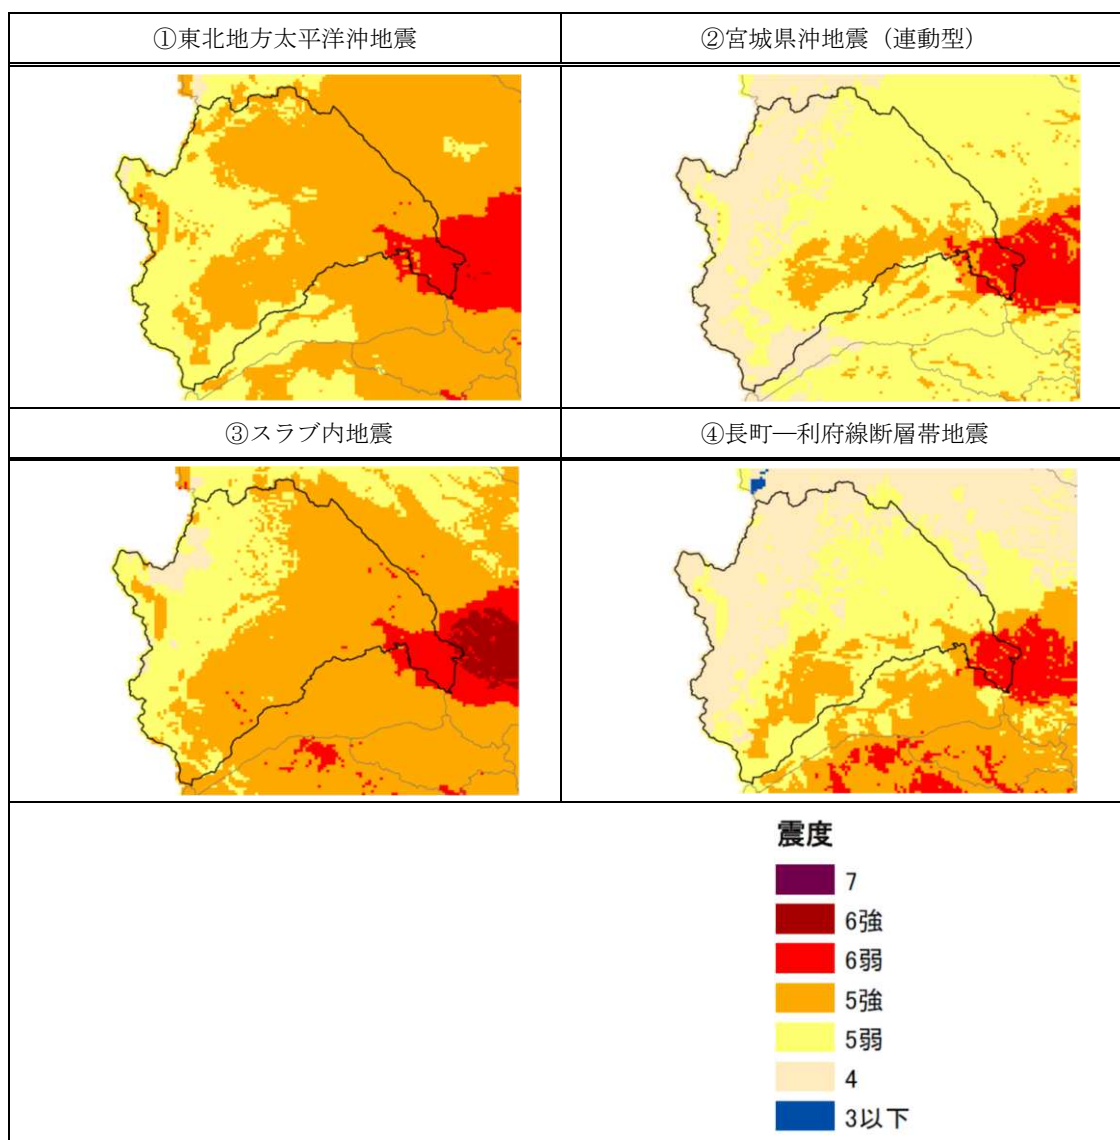 ①東北地方太平洋沖地震
②宮城県沖地震（連動型）
③スラブ内地震
④長町―利府線断層帯地震
震度
7
6強
6弱
5強
5弱
4
3以下